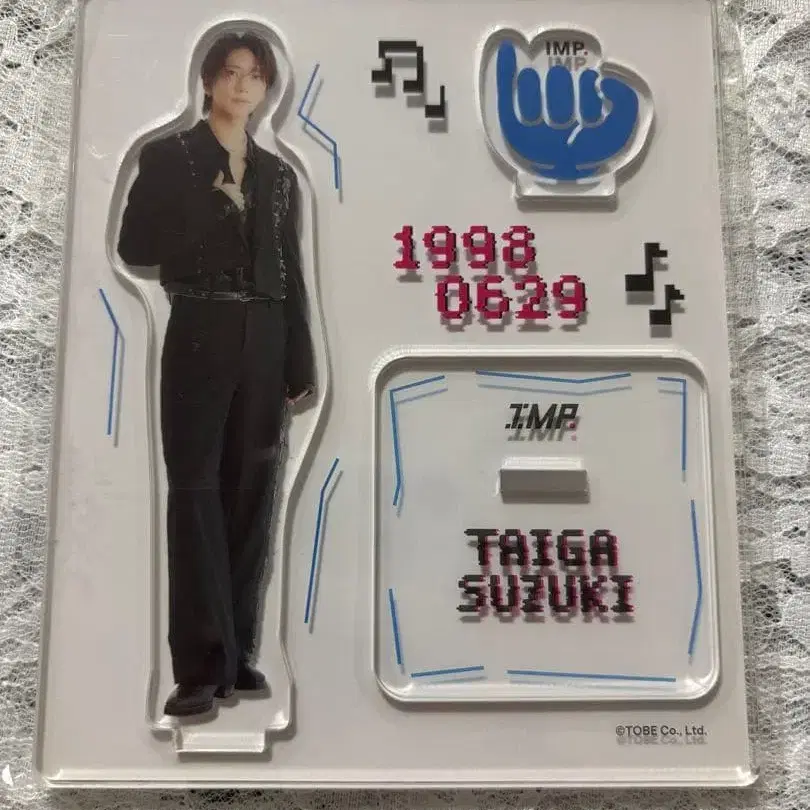 IMP.
1998
0629
IMP.
TAIGA
SUZUKI
©TOBE Co., Ltd.